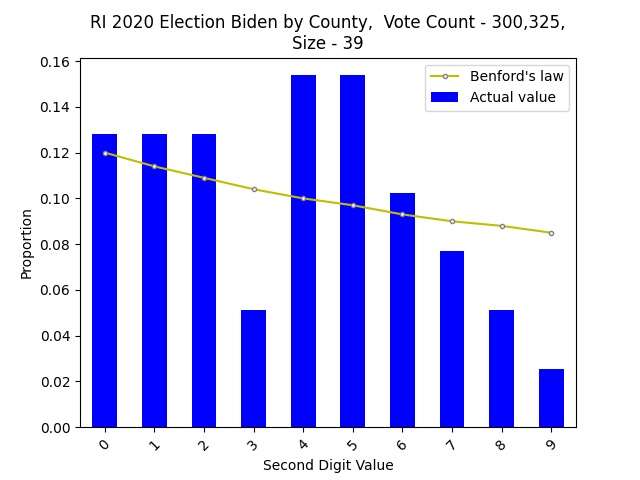 RI 2020 Election Biden by County,  Vote Count - 300,325,
Size - 39
Benford's law
Actual value
0.16
0.14
0.12
0.10
0.08
0.06
0.04
0.02
0.00
Proportion
0 1 2 3 4 5 6 7 8 9
Second Digit Value